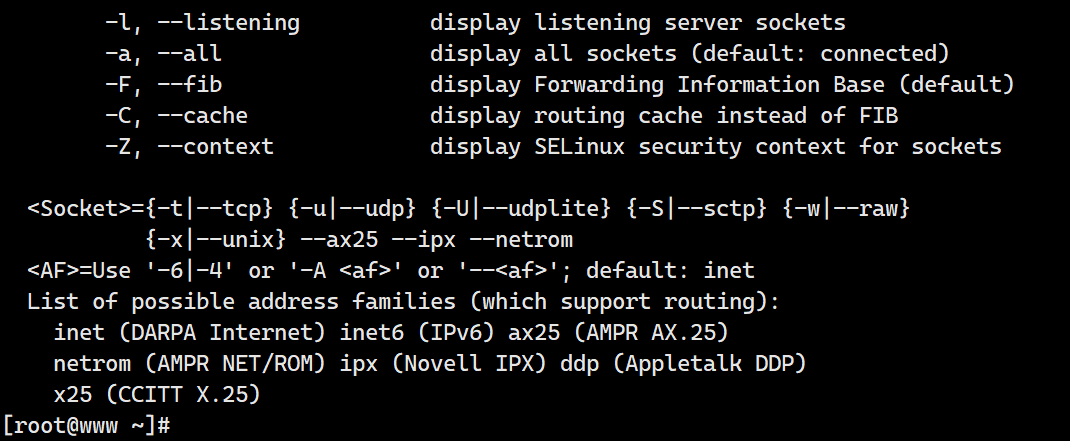 -l, --listening          display listening server sockets
-a, --all                display all sockets (default: connected)
-F, --fib                display Forwarding Information Base (default)
-C, --cache              display routing cache instead of FIB
-Z, --context            display SELinux security context for sockets
<Socket>={-t|--tcp} {-u|--udp} {-U|--udplite} {-S|--sctp} {-w|--raw}
{-x|--unix} --ax25 --ipx --netrom
<AF>=Use '-6|-4' or '-A <af>' or '--<af>'; default: inet
List of possible address families (which support routing):
inet (DARPA Internet) inet6 (IPv6) ax25 (AMPR AX.25)
netrom (AMPR NET/ROM) ipx (Novell IPX) ddp (Appletalk DDP)
x25 (CCITT X.25)
[root@www ~]#